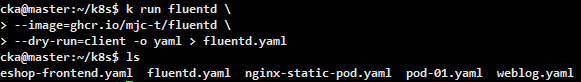 cka@master:~/k8s$ k run fluentd \
> --image=ghcr.io/mjc-t/fluentd \
> --dry-run=client -o yaml > fluentd.yaml
cka@master:~/k8s$ ls
eshop-frontend.yaml  fluentd.yaml  nginx-static-pod.yaml  pod-01.yaml  weblog.yaml